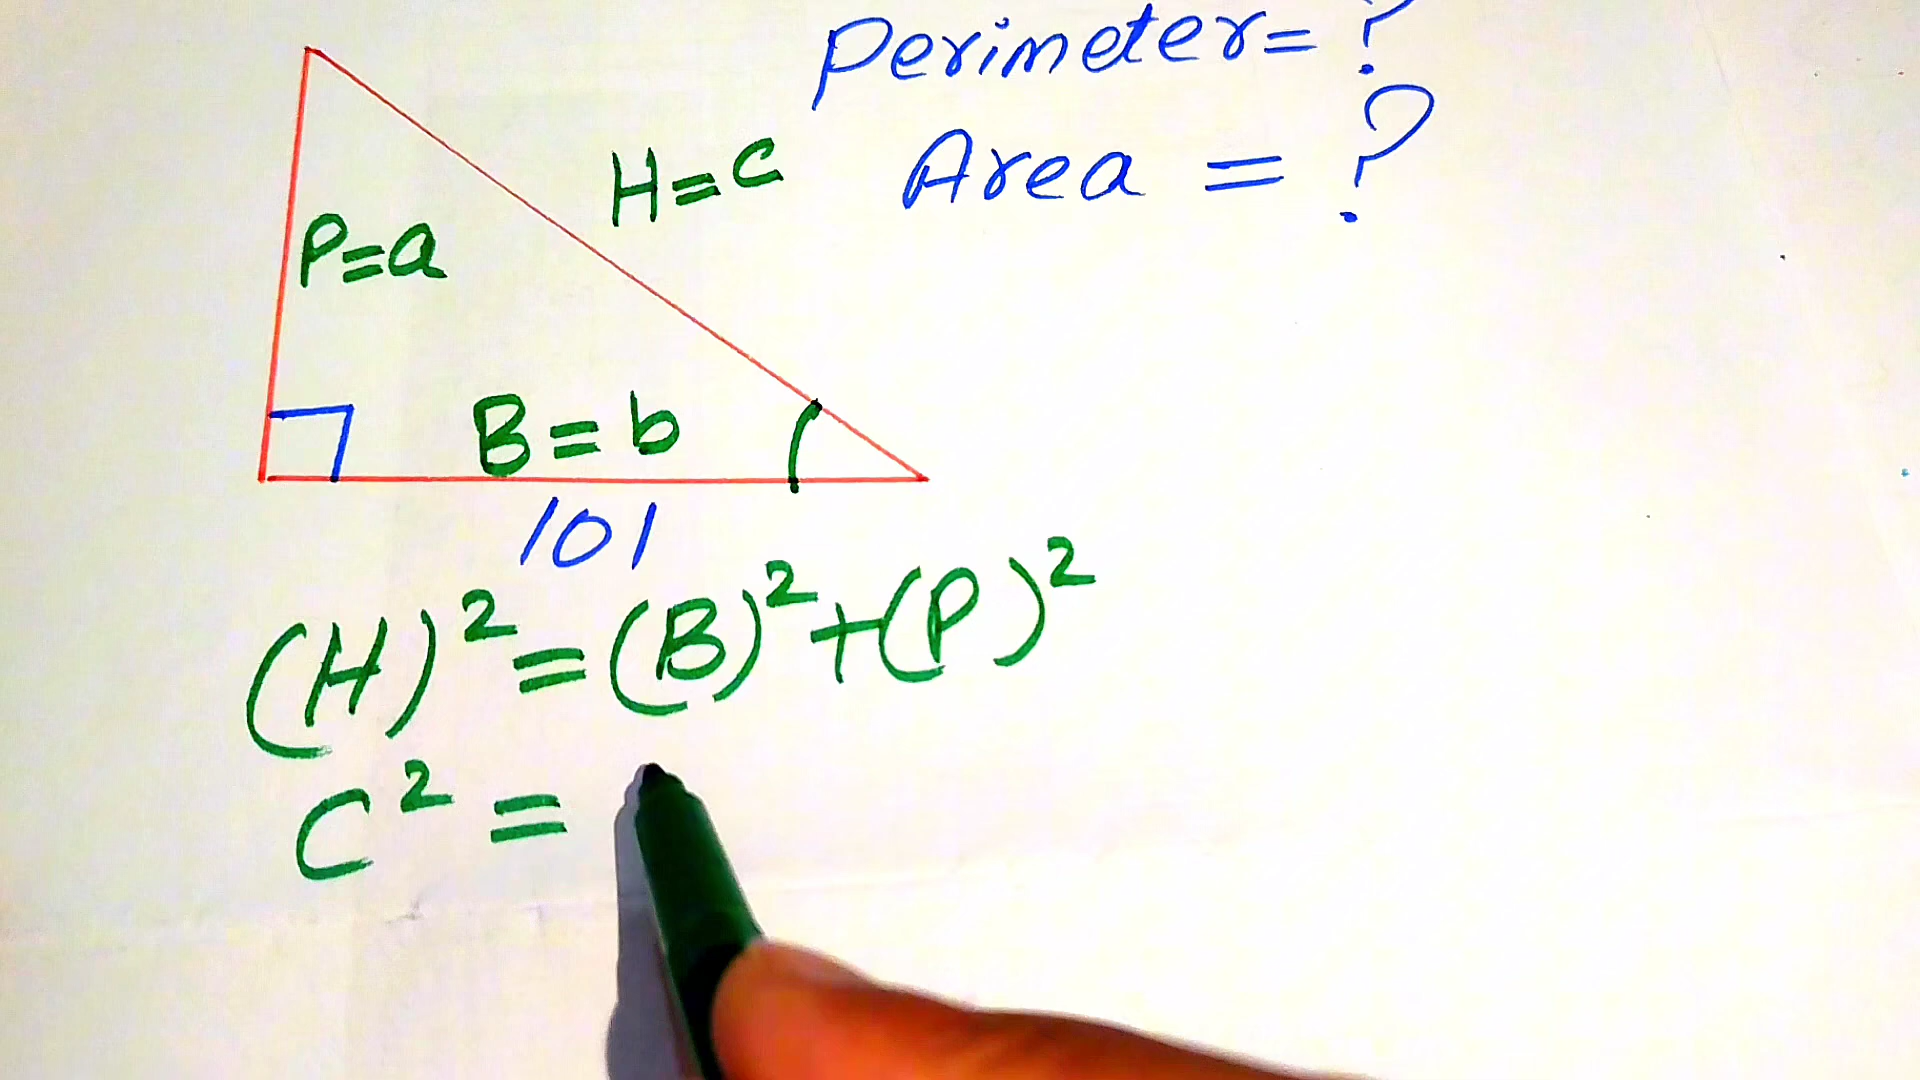 Perimeter= ?
Area = ?
H=c
P=a
B=b
101
(H)²=(B)²+(P)²
C²=